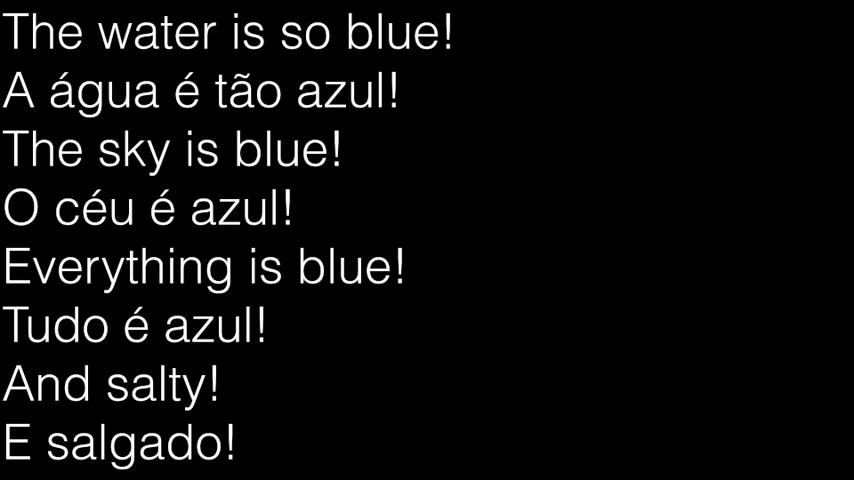 The water is so blue!
A água é tão azul!
The sky is blue!
O céu é azul!
Everything is blue!
Tudo é azul!
And salty!
E salgado!